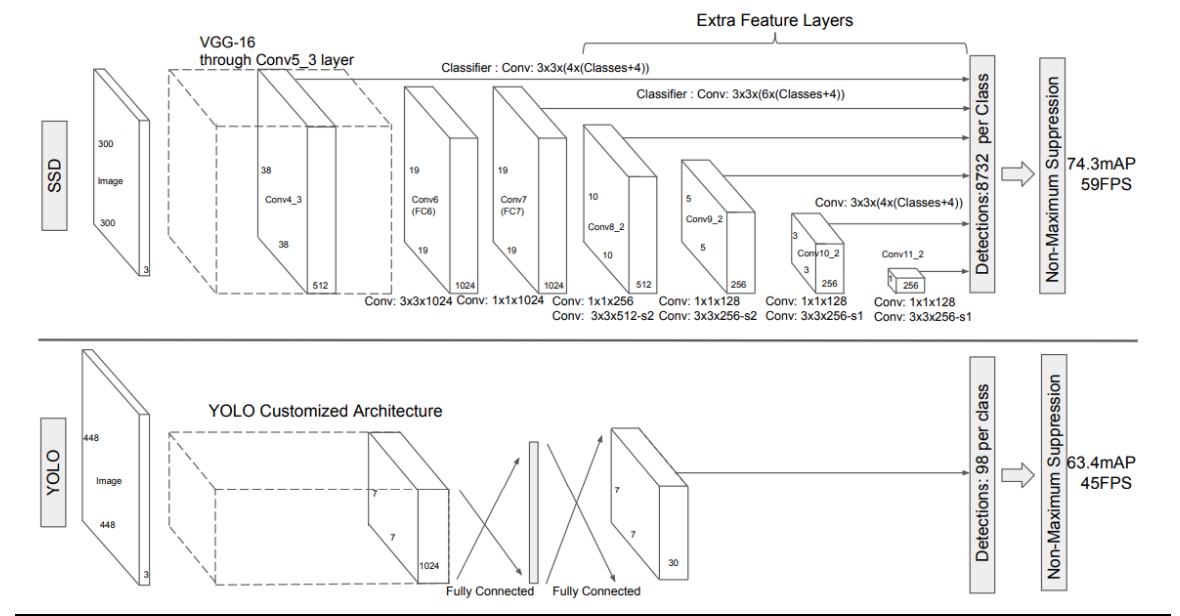 Extra Feature Layers
VGG-16
through Conv5_3 layer
Classifier : Conv: 3x3x(4x(Classes+4))
Classifier : Conv: 3x3x(6x(Classes+4))
SSD
300
Image
300
3
38
Conv4_3
38
512
19
Conv6
(FC6)
19
1024
19
Conv7
(FC7)
19
1024
10
Conv8_2
10
512
5
Conv9_2
5
256
Conv: 3x3x(4x(Classes+4))
3
Conv10_2
3
256
Conv11_2
1
256
Conv: 3x3x1024
Conv: 1x1x1024
Conv: 1x1x256
Conv: 3x3x512-s2
Conv: 1x1x128
Conv: 3x3x256-s2
Conv: 1x1x128
Conv: 3x3x256-s1
Conv: 1x1x128
Conv: 3x3x256-s1
Detections:8732 per Class
Non-Maximum Suppression
74.3mAP
59FPS
YOLO
448
Image
448
3
YOLO Customized Architecture
7
7
1024
Fully Connected
Fully Connected
7
7
30
Detections: 98 per class
Non-Maximum Suppression
63.4mAP
45FPS